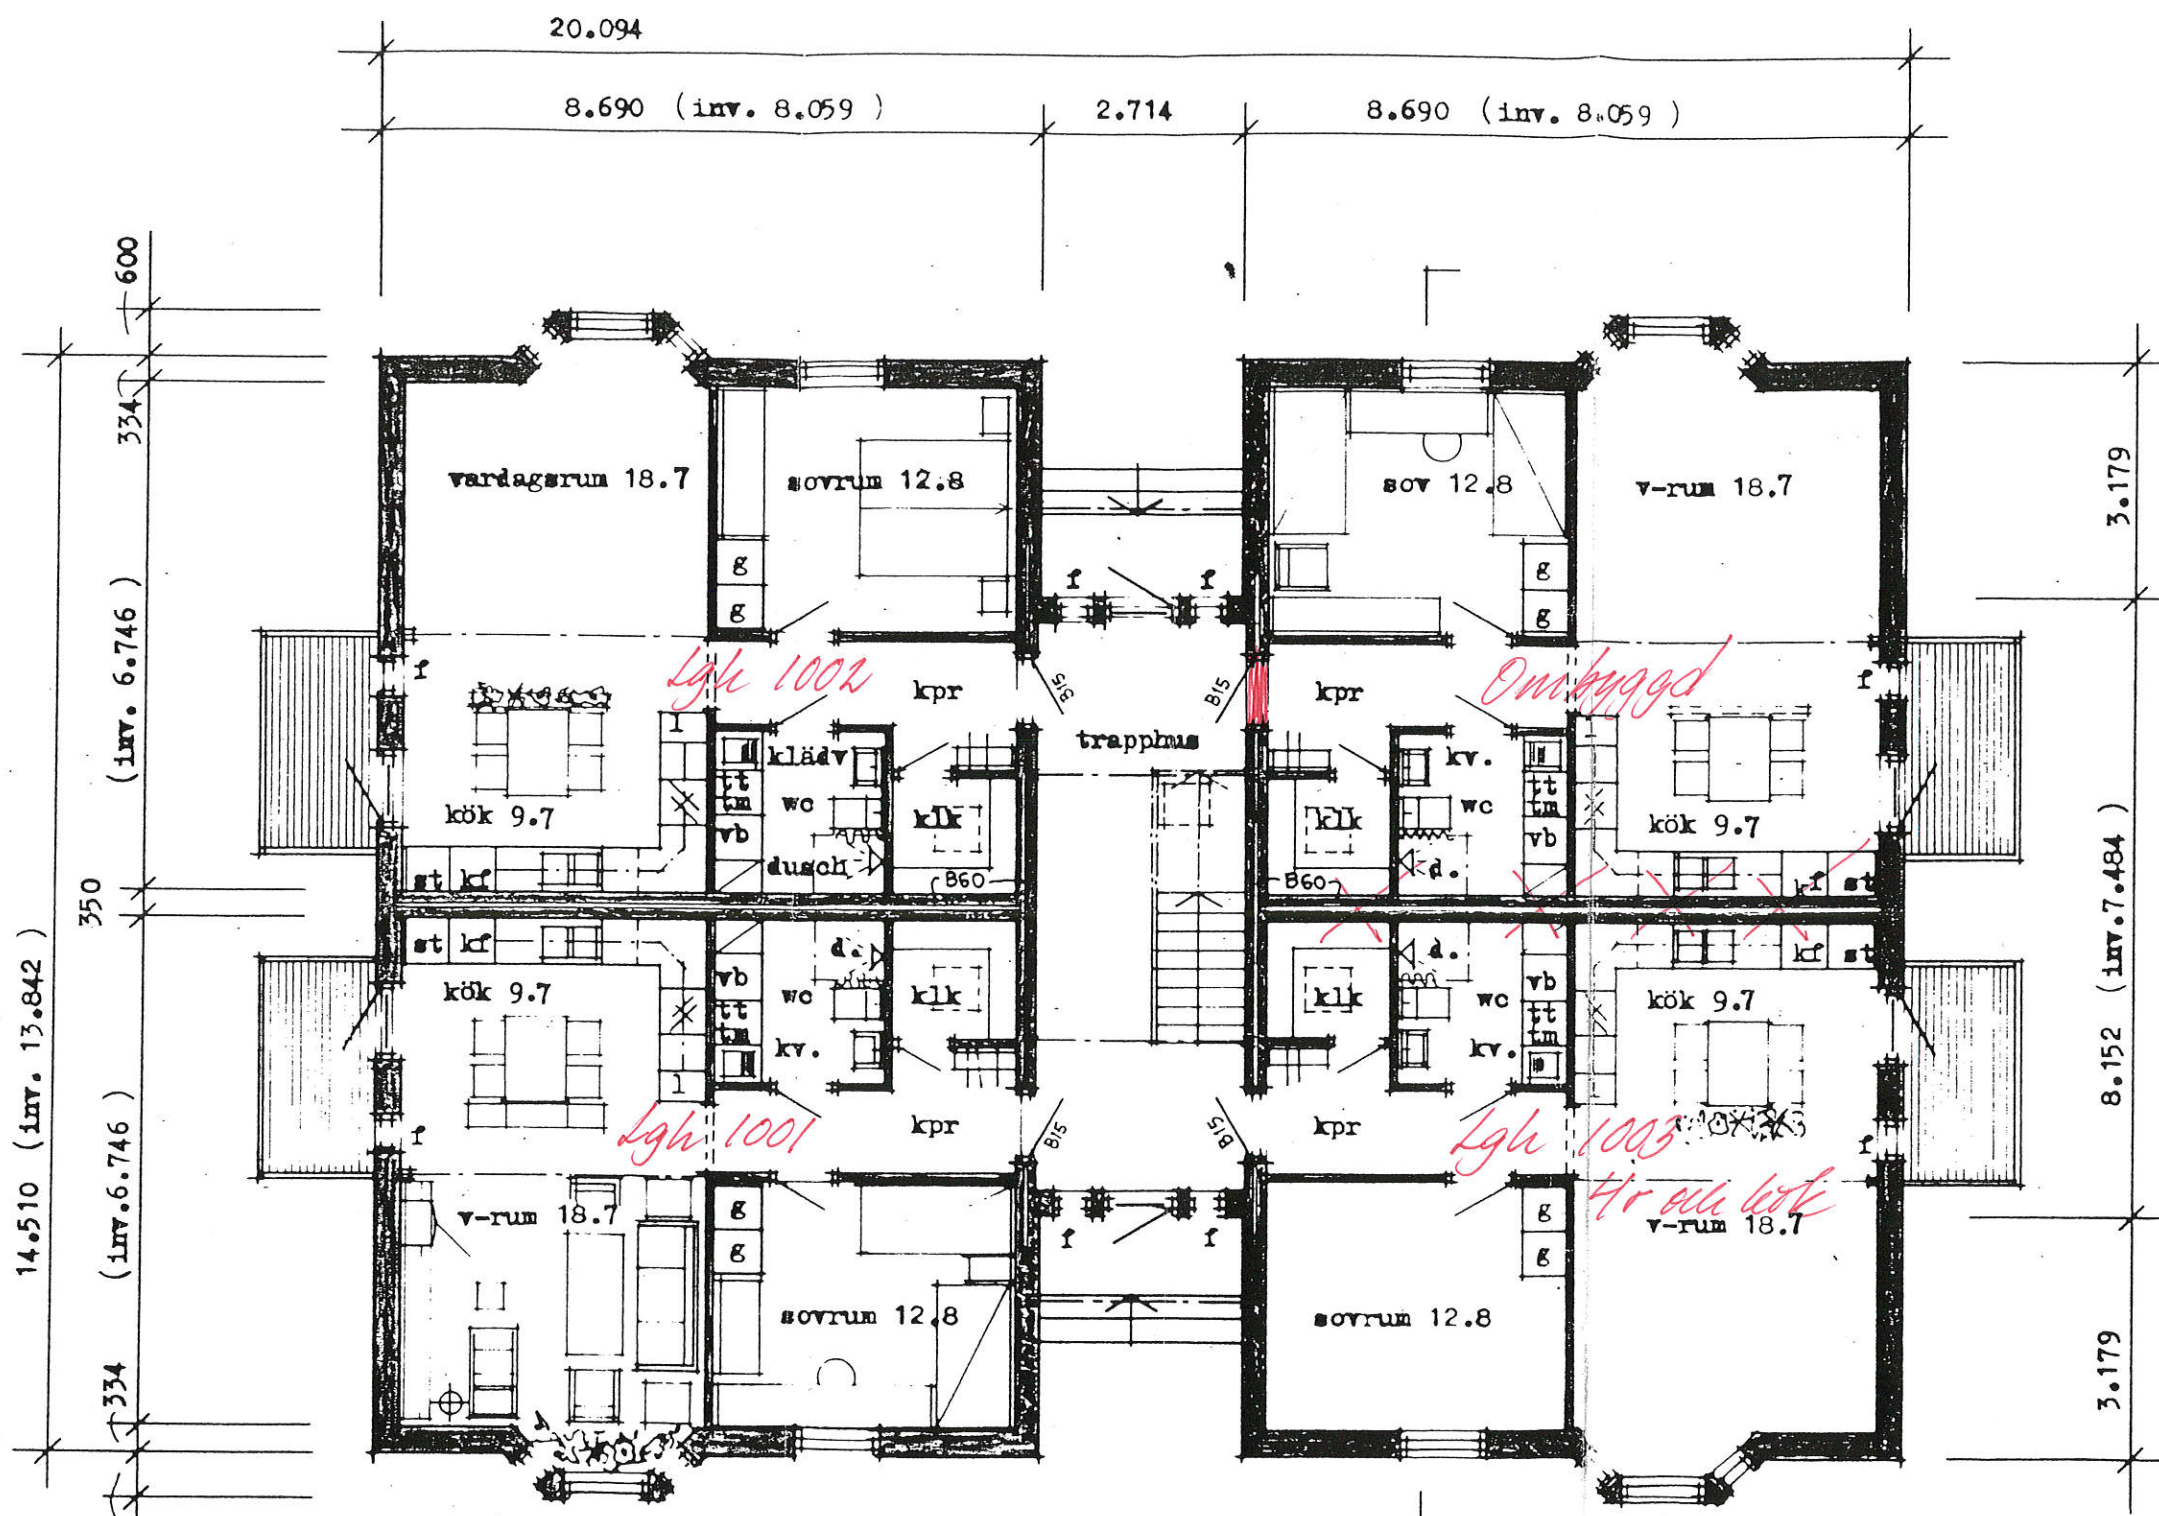 20.094
8.690 (inv. 8.059 )
2.714
8.690 (inv. 8.059 )
600
334
(inv. 6.746 )
350
14.510 (inv. 13.842 )
(inv.6.746 )
334
3.179
8.152 (inv.7.484 )
3.179
vardagsrum 18.7
sovrum 12.8
sov 12.8
v-rum 18.7
g
g
f
f
g
g
f
Lgh 1002
kpr
B15
B15
kpr
Ombyggd
f
trapphus
l
klädv
tt
tm
wc
vb
dusch
klk
B60
kök 9.7
st
kf
klk
B60
kv.
wc
d.
tt
tm
vb
kök 9.7
kf
st
st
kf
kök 9.7
l
vb
tt
tm
d.
wc
kv.
klk
klk
d.
wc
kv.
vb
tt
tm
kf
st
kök 9.7
f
Lgh 1001
kpr
B15
B15
kpr
Lgh 1003
4r och kök
f
v-rum 18.7
g
g
f
f
g
g
v-rum 18.7
sovrum 12.8
sovrum 12.8